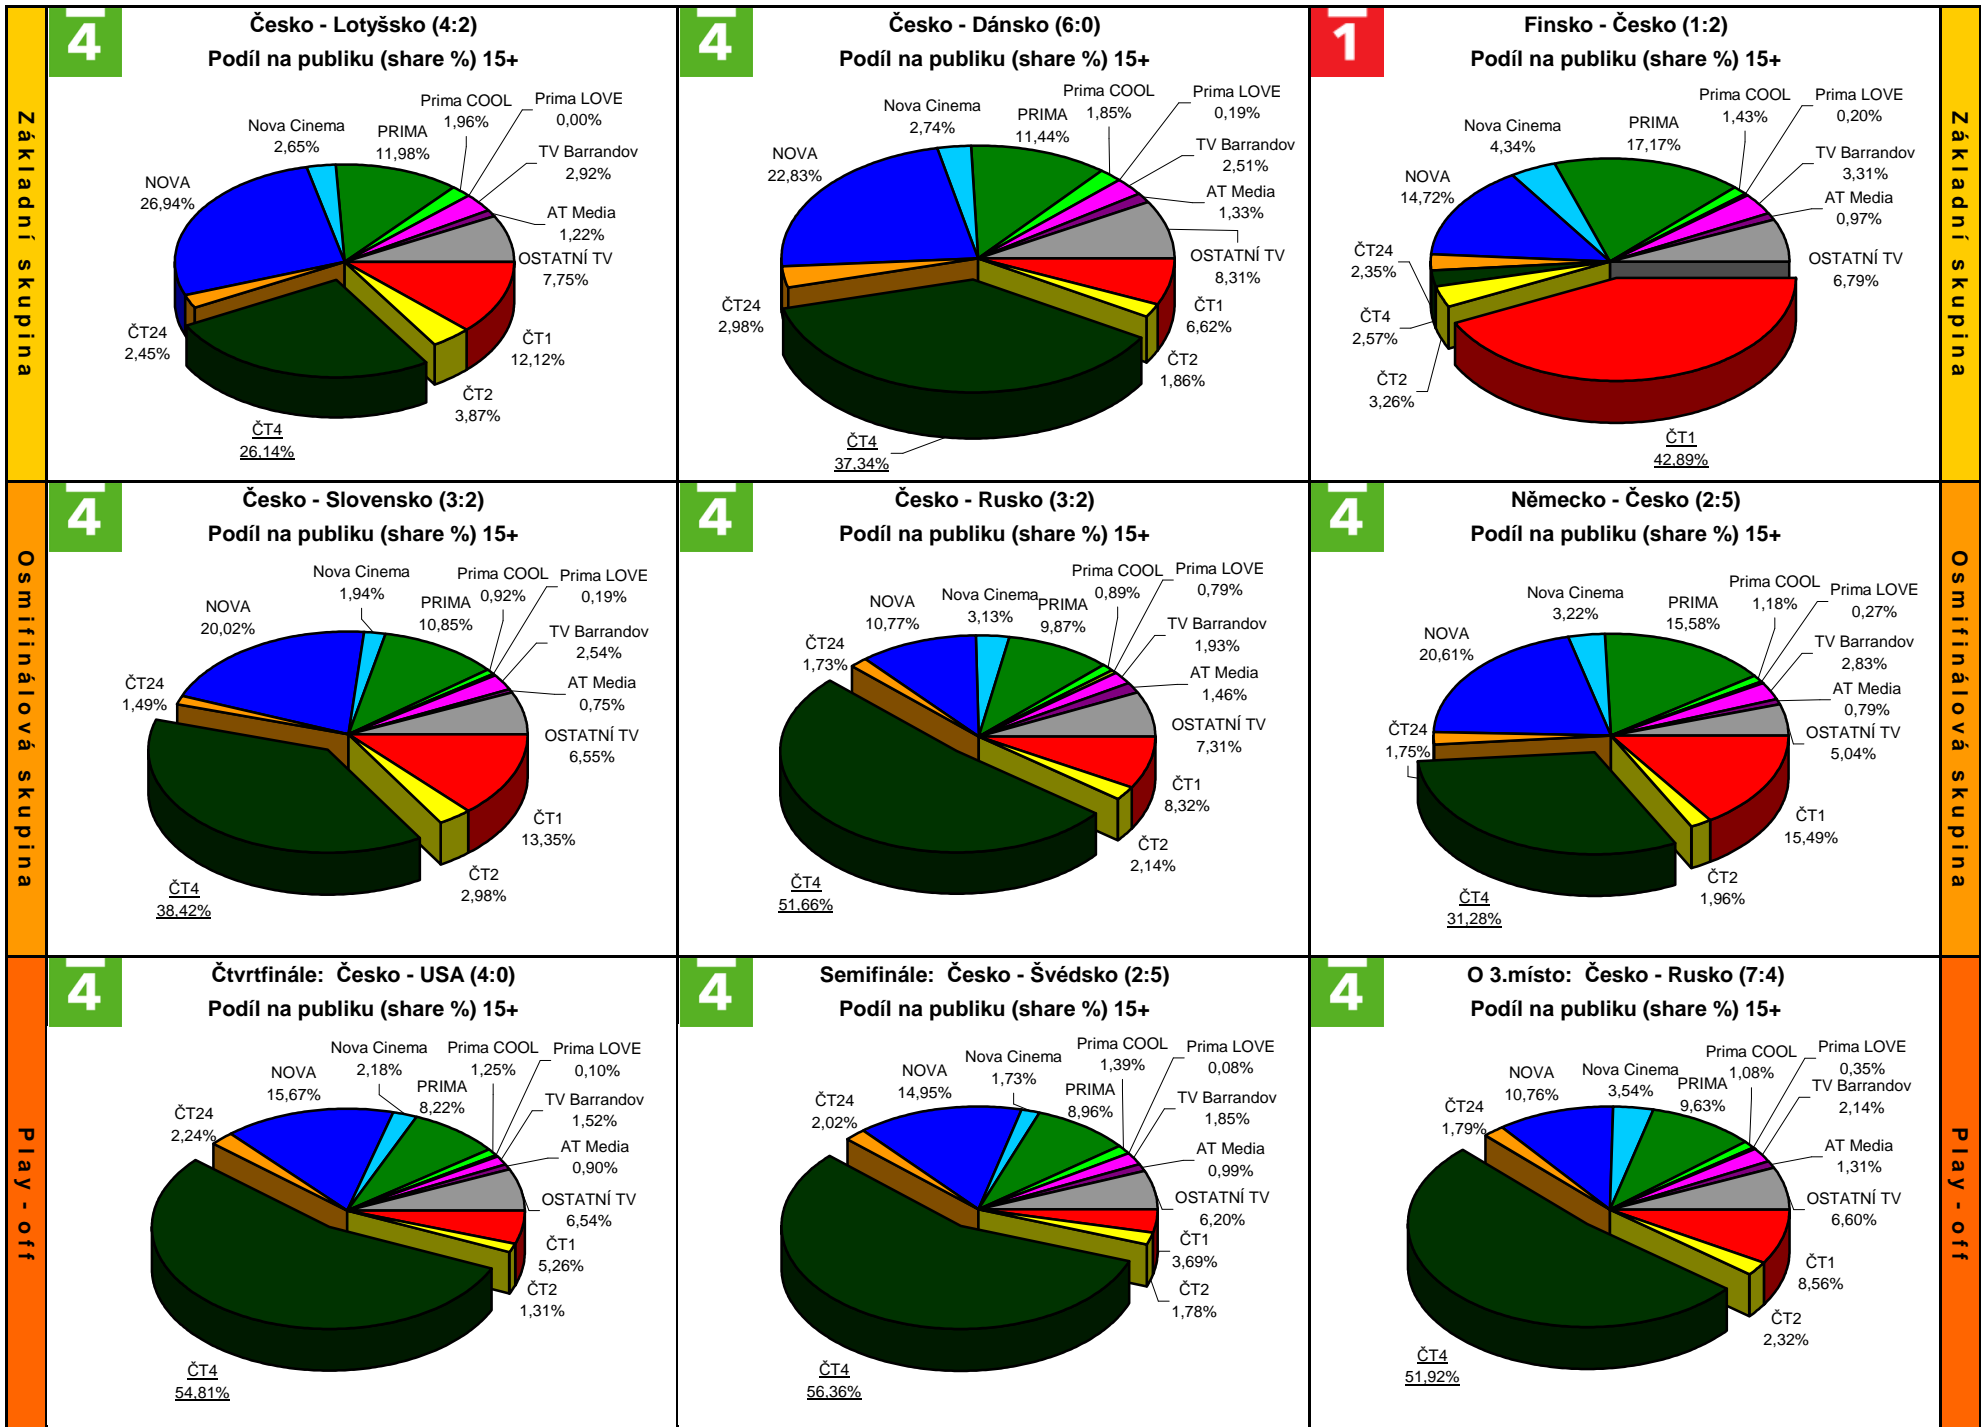 Základní skupina
4
Česko - Lotyšsko (4:2)
Podíl na publiku (share %) 15+
Prima COOL
1,96%
Prima LOVE
0,00%
Nova Cinema
2,65%
PRIMA
11,98%
TV Barrandov
2,92%
NOVA
26,94%
AT Media
1,22%
OSTATNÍ TV
7,75%
ČT24
2,45%
ČT1
12,12%
ČT2
3,87%
ČT4
26,14%
4
Česko - Dánsko (6:0)
Podíl na publiku (share %) 15+
Prima COOL
1,85%
Prima LOVE
0,19%
Nova Cinema
2,74%
PRIMA
11,44%
TV Barrandov
2,51%
NOVA
22,83%
AT Media
1,33%
OSTATNÍ TV
8,31%
ČT24
2,98%
ČT1
6,62%
ČT2
1,86%
ČT4
37,34%
1
Finsko - Česko (1:2)
Podíl na publiku (share %) 15+
Prima COOL
1,43%
Prima LOVE
0,20%
Nova Cinema
4,34%
PRIMA
17,17%
TV Barrandov
3,31%
NOVA
14,72%
AT Media
0,97%
OSTATNÍ TV
6,79%
ČT24
2,35%
ČT4
2,57%
ČT2
3,26%
ČT1
42,89%
Základní skupina
Osmifinálová skupina
4
Česko - Slovensko (3:2)
Podíl na publiku (share %) 15+
Nova Cinema
1,94%
Prima COOL
0,92%
Prima LOVE
0,19%
NOVA
20,02%
PRIMA
10,85%
TV Barrandov
2,54%
ČT24
1,49%
AT Media
0,75%
OSTATNÍ TV
6,55%
ČT1
13,35%
ČT2
2,98%
ČT4
38,42%
4
Česko - Rusko (3:2)
Podíl na publiku (share %) 15+
Prima COOL
0,89%
Prima LOVE
0,79%
NOVA
10,77%
Nova Cinema
3,13%
PRIMA
9,87%
TV Barrandov
1,93%
ČT24
1,73%
AT Media
1,46%
OSTATNÍ TV
7,31%
ČT1
8,32%
ČT2
2,14%
ČT4
51,66%
4
Německo - Česko (2:5)
Podíl na publiku (share %) 15+
Nova Cinema
3,22%
Prima COOL
1,18%
Prima LOVE
0,27%
PRIMA
15,58%
NOVA
20,61%
TV Barrandov
2,83%
AT Media
0,79%
ČT24
1,75%
OSTATNÍ TV
5,04%
ČT1
15,49%
ČT2
1,96%
ČT4
31,28%
Osmifinálová skupina
Play - off
4
Čtvrtfinále: Česko - USA (4:0)
Podíl na publiku (share %) 15+
Nova Cinema
2,18%
Prima COOL
1,25%
Prima LOVE
0,10%
NOVA
15,67%
PRIMA
8,22%
TV Barrandov
1,52%
ČT24
2,24%
AT Media
0,90%
OSTATNÍ TV
6,54%
ČT1
5,26%
ČT2
1,31%
ČT4
54,81%
4
Semifinále: Česko - Švédsko (2:5)
Podíl na publiku (share %) 15+
Prima COOL
1,39%
Prima LOVE
0,08%
Nova Cinema
1,73%
NOVA
14,95%
PRIMA
8,96%
TV Barrandov
1,85%
ČT24
2,02%
AT Media
0,99%
OSTATNÍ TV
6,20%
ČT1
3,69%
ČT2
1,78%
ČT4
56,36%
4
O 3.místo: Česko - Rusko (7:4)
Podíl na publiku (share %) 15+
Prima COOL
1,08%
Prima LOVE
0,35%
NOVA
10,76%
Nova Cinema
3,54%
PRIMA
9,63%
TV Barrandov
2,14%
ČT24
1,79%
AT Media
1,31%
OSTATNÍ TV
6,60%
ČT1
8,56%
ČT2
2,32%
ČT4
51,92%
Play - off